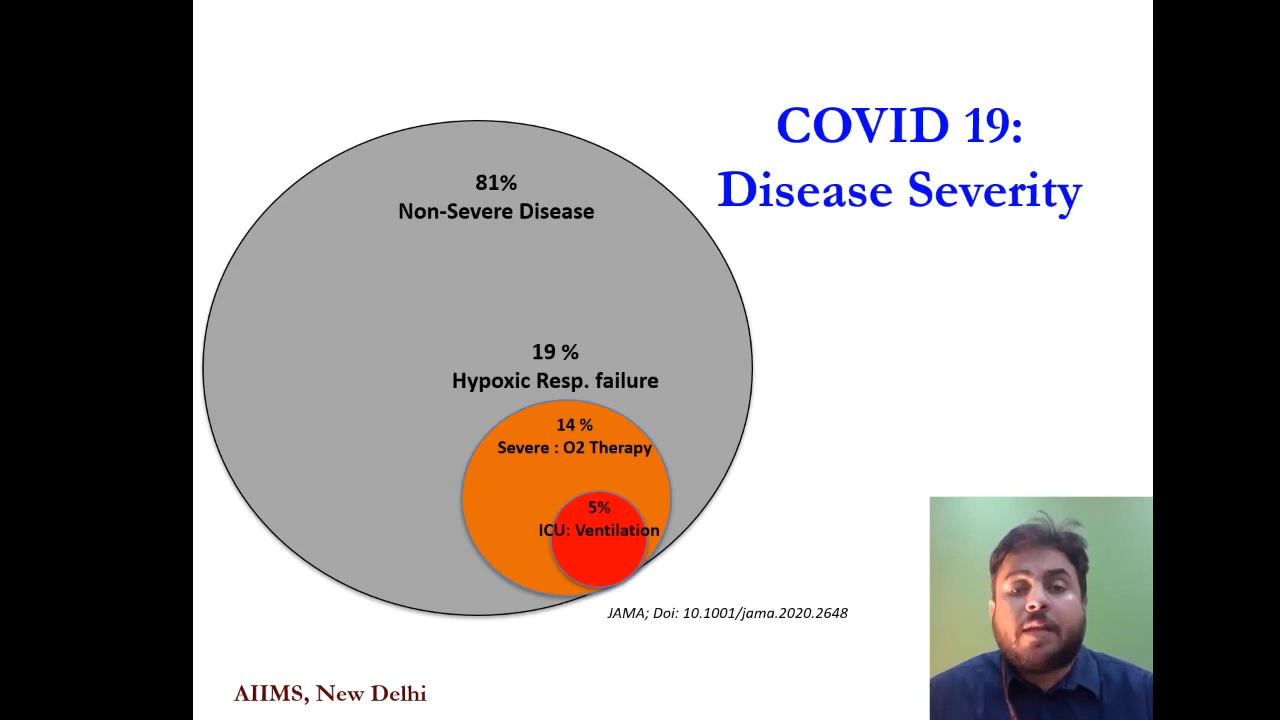 COVID 19:
Disease Severity
81%
Non-Severe Disease
19 %
Hypoxic Resp. failure
14 %
Severe : O2 Therapy
5%
ICU: Ventilation
JAMA; Doi: 10.1001/jama.2020.2648
AIIMS, New Delhi